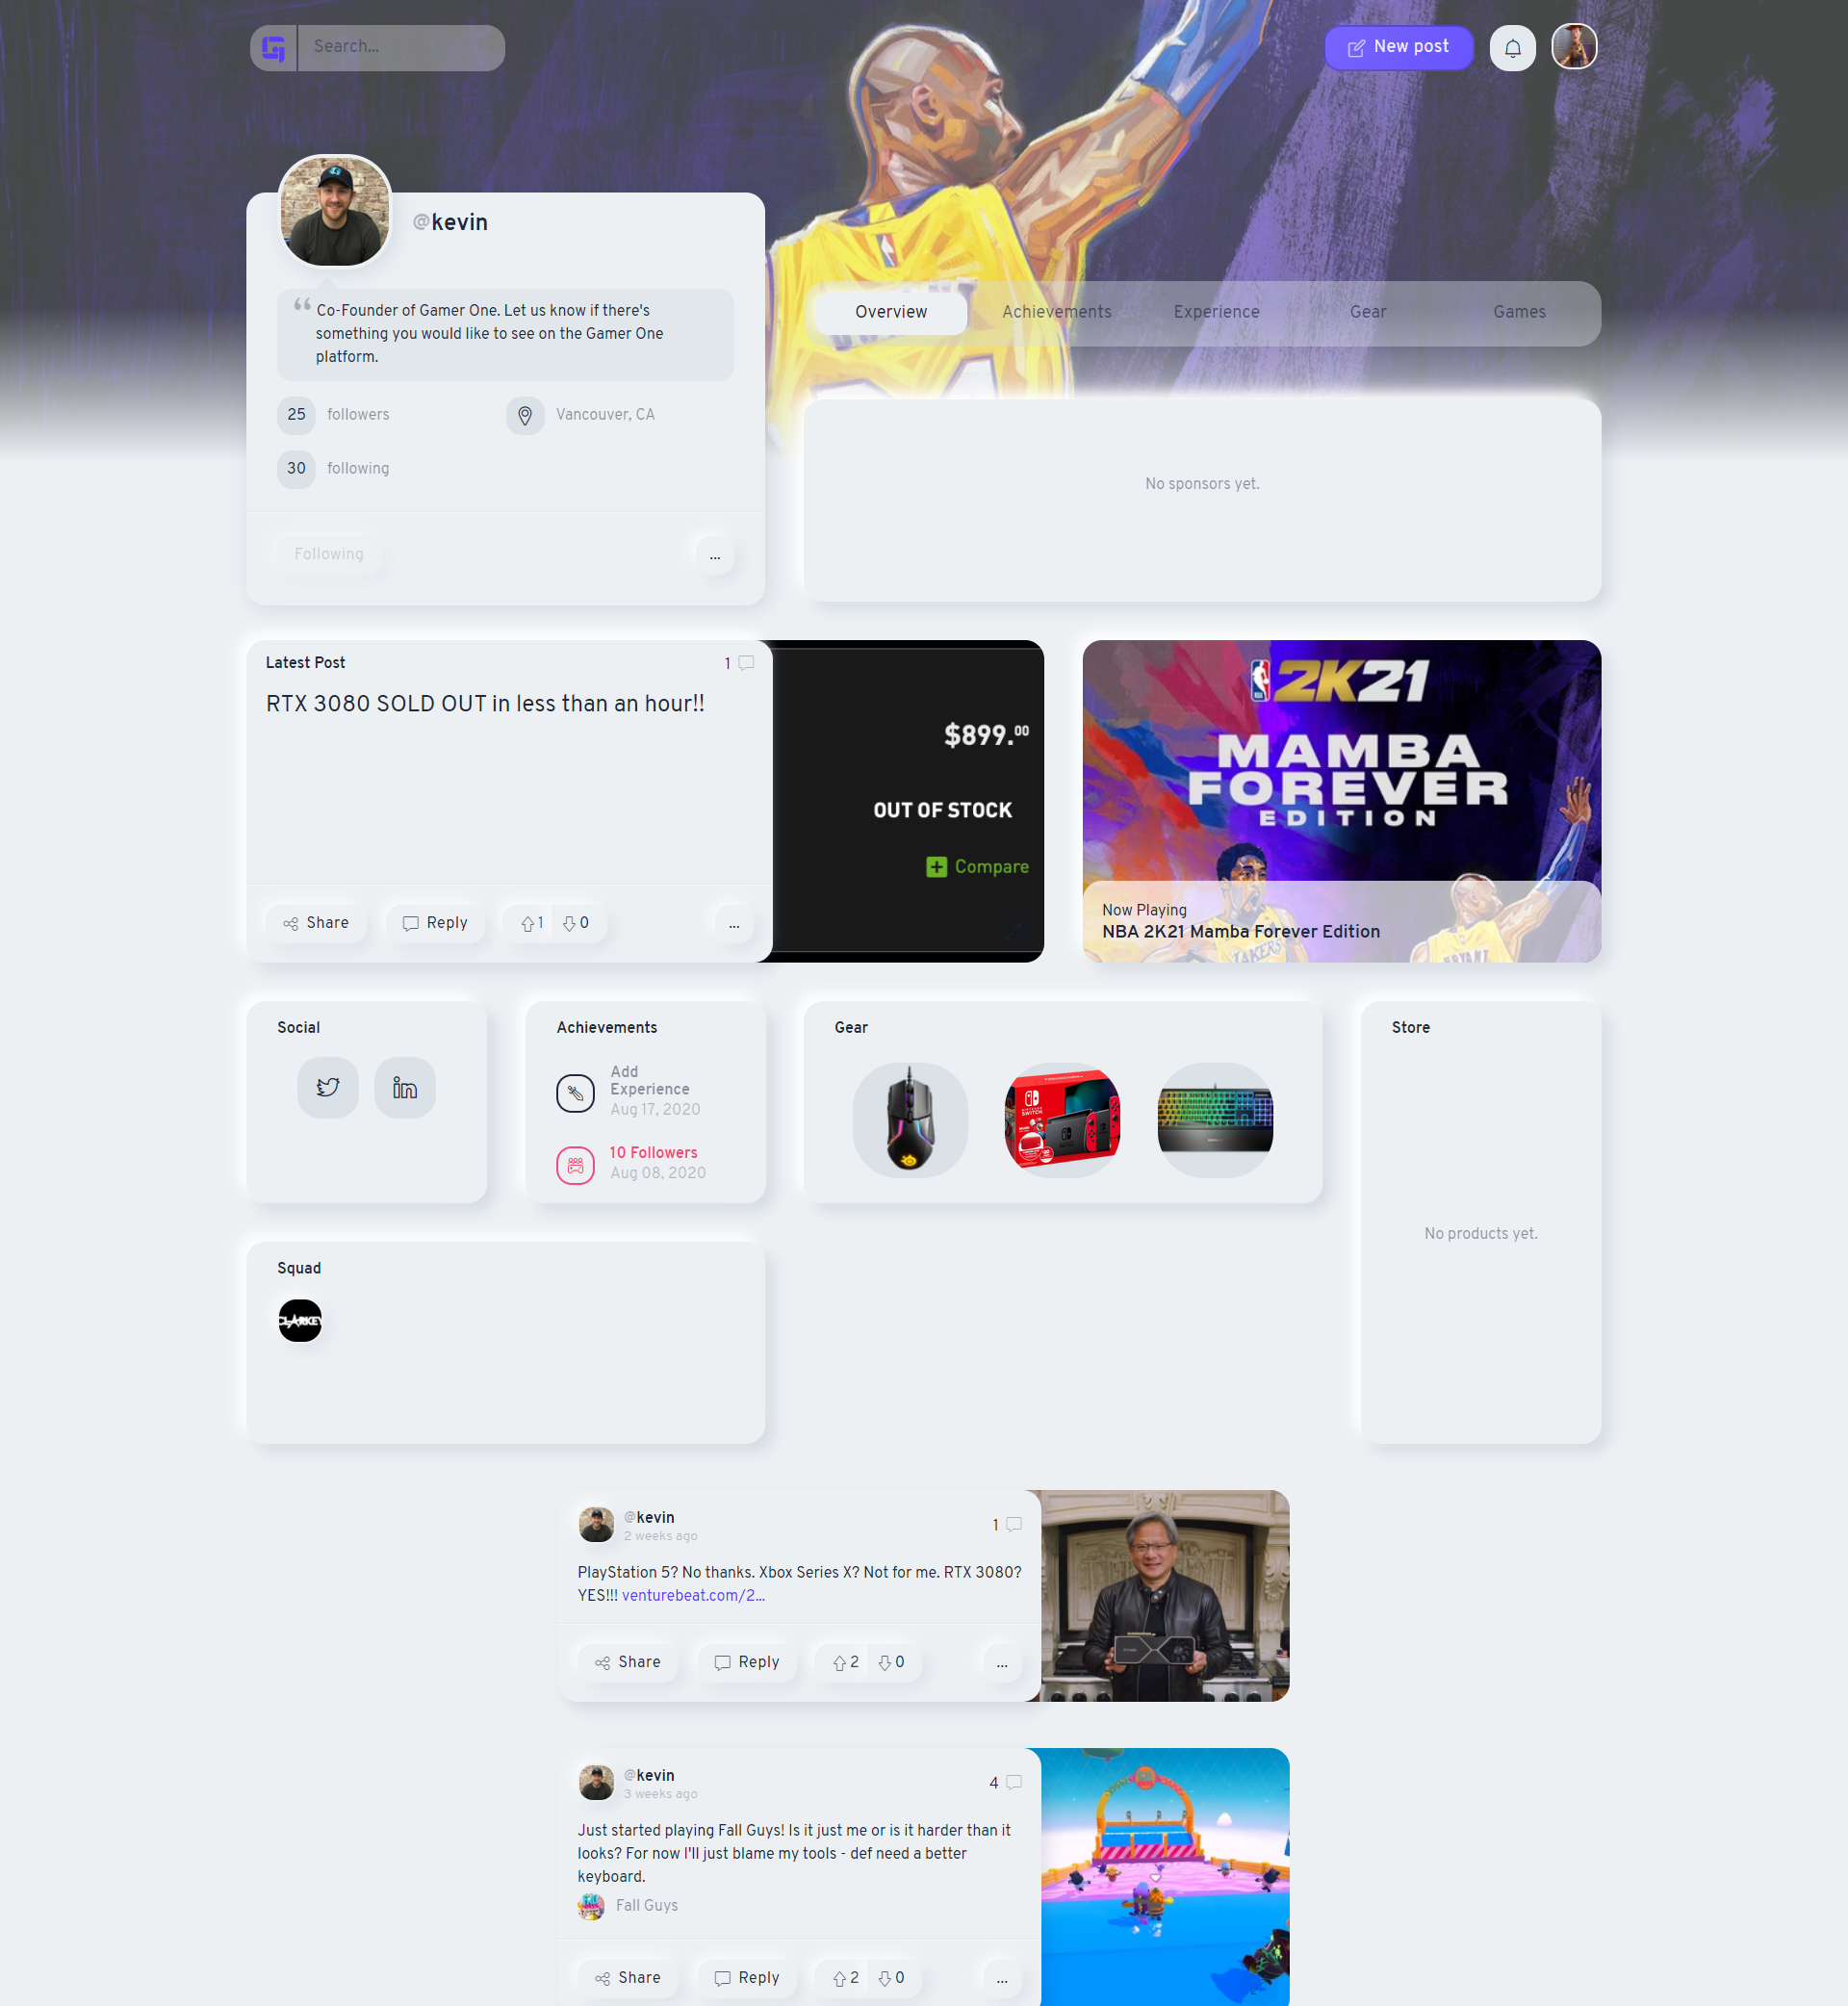 Search...
New post
@kevin
Co-Founder of Gamer One. Let us know if there's
something you would like to see on the Gamer One
platform.
25 followers
Vancouver, CA
30 following
Following
...
Overview
Achievements
Experience
Gear
Games
No sponsors yet.
Latest Post
1
RTX 3080 SOLD OUT in less than an hour!!
Share
Reply
1
0
...
$899.00
OUT OF STOCK
Compare
2K21
MAMBA
FOREVER
EDITION
LAKERS
Now Playing
NBA 2K21 Mamba Forever Edition
Social
Achievements
Add
Experience
Aug 17, 2020
10 Followers
Aug 08, 2020
Gear
Store
No products yet.
Squad
CLARKEY
@kevin
2 weeks ago
1
PlayStation 5? No thanks. Xbox Series X? Not for me. RTX 3080?
YES!!! venturebeat.com/2...
Share
Reply
2
0
...
@kevin
3 weeks ago
4
Just started playing Fall Guys! Is it just me or is it harder than it
looks? For now I'll just blame my tools - def need a better
keyboard.
Fall Guys
Share
Reply
2
0
...